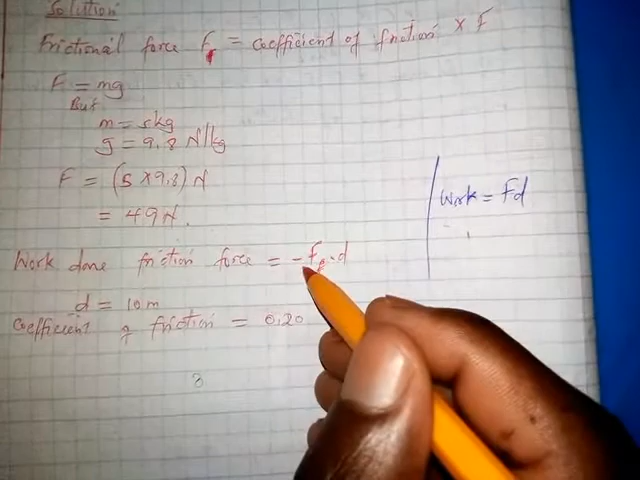 Solution
Frictional force Fr = coefficient of friction × F
F = mg
But
m = 5kg
g = 9.8 N/kg
F = (5 × 9.8) N
= 49N.
Work = Fd
Work done friction force = -Fr.d
d = 10m
Coefficient of friction = 0.20